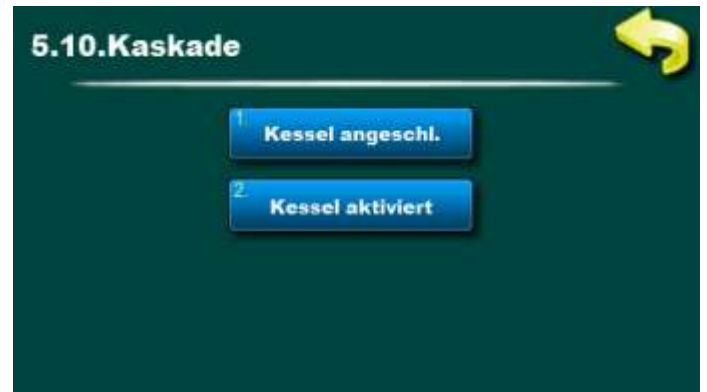 5.10.Kaskade
1.
Kessel angeschl.
2.
Kessel aktiviert